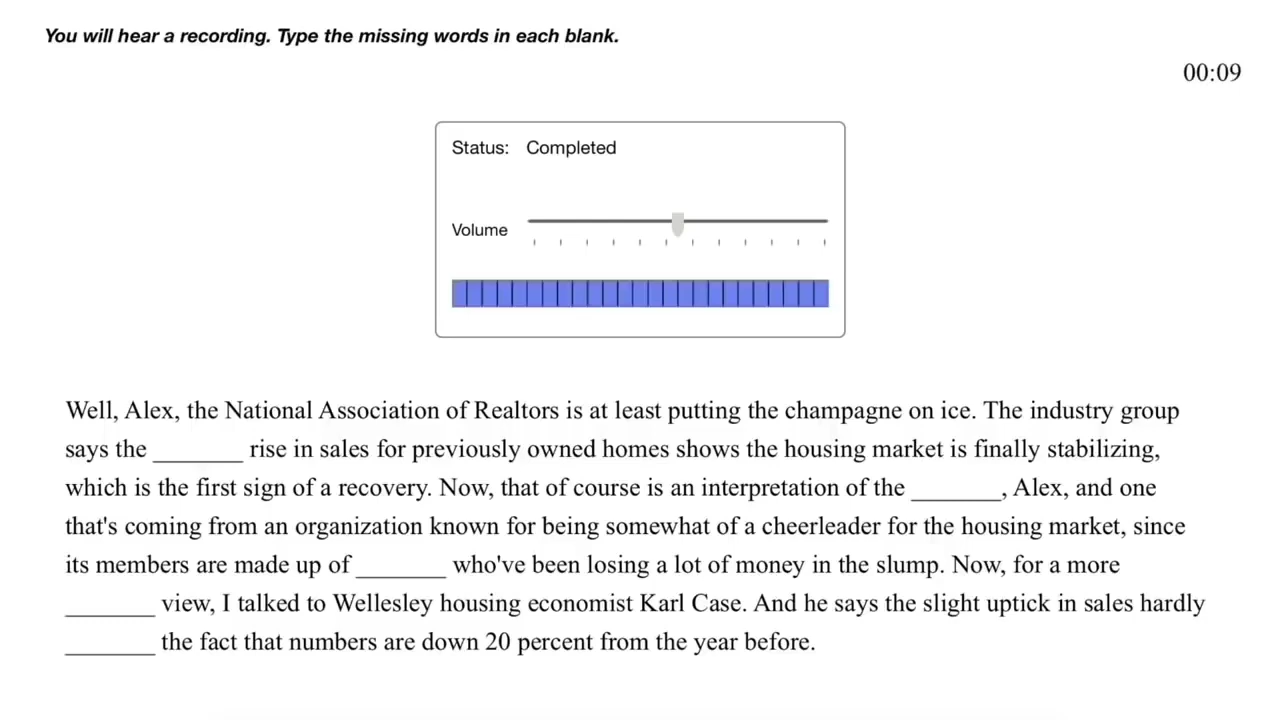 You will hear a recording. Type the missing words in each blank.
00:09
Status: Completed
Volume
Well, Alex, the National Association of Realtors is at least putting the champagne on ice. The industry group
says the _______ rise in sales for previously owned homes shows the housing market is finally stabilizing,
which is the first sign of a recovery. Now, that of course is an interpretation of the _______, Alex, and one
that's coming from an organization known for being somewhat of a cheerleader for the housing market, since
its members are made up of _______ who've been losing a lot of money in the slump. Now, for a more
_______ view, I talked to Wellesley housing economist Karl Case. And he says the slight uptick in sales hardly
_______ the fact that numbers are down 20 percent from the year before.